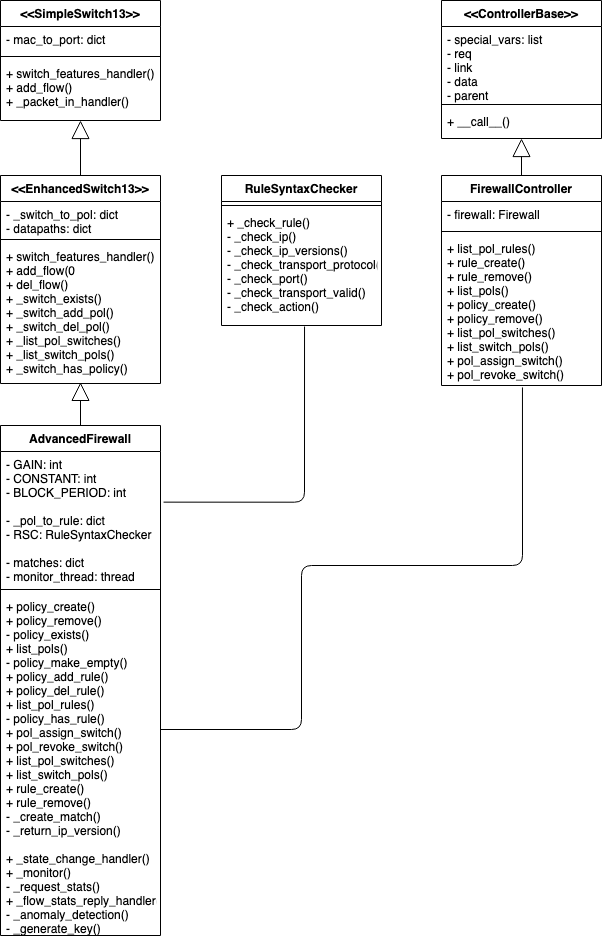 <<SimpleSwitch13>>
- mac_to_port: dict
+ switch_features_handler()
+ add_flow()
+ _packet_in_handler()
<<ControllerBase>>
- special_vars: list
- req
- link
- data
- parent
+ __call__()
<<EnhancedSwitch13>>
- _switch_to_pol: dict
- datapaths: dict
+ switch_features_handler()
+ add_flow(0
+ del_flow()
+ _switch_exists()
+ _switch_add_pol()
+ _switch_del_pol()
+ _list_pol_switches()
+ _list_switch_pols()
+ _switch_has_policy()
RuleSyntaxChecker
+ _check_rule()
- _check_ip()
- _check_ip_versions()
- _check_transport_protocol(
- _check_port()
- _check_transport_valid()
- _check_action()
FirewallController
- firewall: Firewall
+ list_pol_rules()
+ rule_create()
+ rule_remove()
+ list_pols()
+ policy_create()
+ policy_remove()
+ list_pol_switches()
+ list_switch_pols()
+ pol_assign_switch()
+ pol_revoke_switch()
AdvancedFirewall
- GAIN: int
- CONSTANT: int
- BLOCK_PERIOD: int
- _pol_to_rule: dict
- RSC: RuleSyntaxChecker
- matches: dict
- monitor_thread: thread
+ policy_create()
+ policy_remove()
- policy_exists()
+ list_pols()
- policy_make_empty()
+ policy_add_rule()
+ policy_del_rule()
+ list_pol_rules()
- policy_has_rule()
+ pol_assign_switch()
+ pol_revoke_switch()
+ list_pol_switches()
+ list_switch_pols()
+ rule_create()
+ rule_remove()
- _create_match()
- _return_ip_version()
+ _state_change_handler()
+ _monitor()
- _request_stats()
+ _flow_stats_reply_handler
- _anomaly_detection()
- _generate_key()